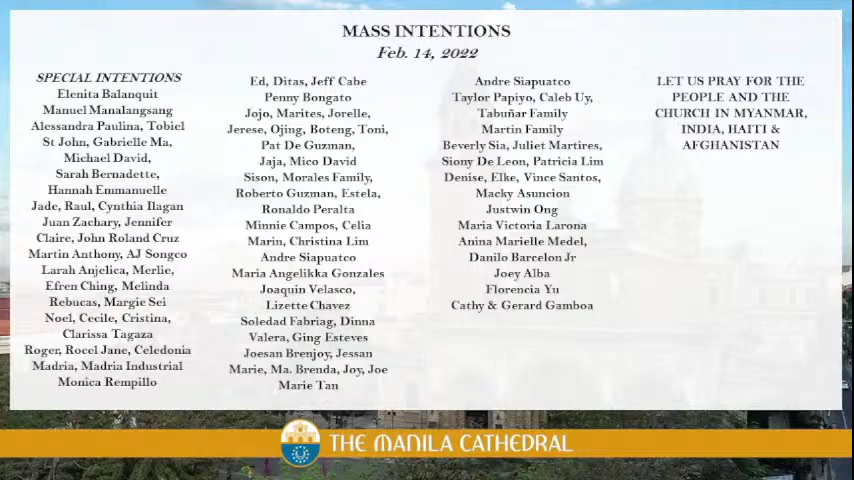 MASS INTENTIONS
Feb. 14, 2022
SPECIAL INTENTIONS
Elenita Balanquit
Manuel Manalangsang
Alessandra Paulina, Tobiel
St John, Gabrielle Ma,
Michael David,
Sarah Bernadette,
Hannah Emmanuelle
Jade, Raul, Cynthia Ilagan
Juan Zachary, Jennifer
Claire, John Roland Cruz
Martin Anthony, AJ Songco
Larah Anjelica, Merlie,
Efren Ching, Melinda
Rebucas, Margie Sei
Noel, Cecile, Cristina,
Clarissa Tagaza
Roger, Rocel Jane, Celedonia
Madria, Madria Industrial
Monica Rempillo
Ed, Ditas, Jeff Cabe
Penny Bongato
Jojo, Marites, Jorelle,
Jerese, Ojing, Boteng, Toni,
Pat De Guzman,
Jaja, Mico David
Sison, Morales Family,
Roberto Guzman, Estela,
Ronaldo Peralta
Minnie Campos, Celia
Marin, Christina Lim
Andre Siapuatco
Maria Angelikka Gonzales
Joaquin Velasco,
Lizette Chavez
Soledad Fabriag, Dinna
Valera, Ging Esteves
Joesan Brenjoy, Jessan
Marie, Ma. Brenda, Joy, Joe
Marie Tan
Andre Siapuatco
Taylor Papiyo, Caleb Uy,
Tabuñar Family
Martin Family
Beverly Sia, Juliet Martires,
Siony De Leon, Patricia Lim
Denise, Elke, Vince Santos,
Macky Asuncion
Justwin Ong
Maria Victoria Larona
Anina Marielle Medel,
Danilo Barcelon Jr
Joey Alba
Florencia Yu
Cathy & Gerard Gamboa
LET US PRAY FOR THE
PEOPLE AND THE
CHURCH IN MYANMAR,
INDIA, HAITI &
AFGHANISTAN
THE MANILA CATHEDRAL